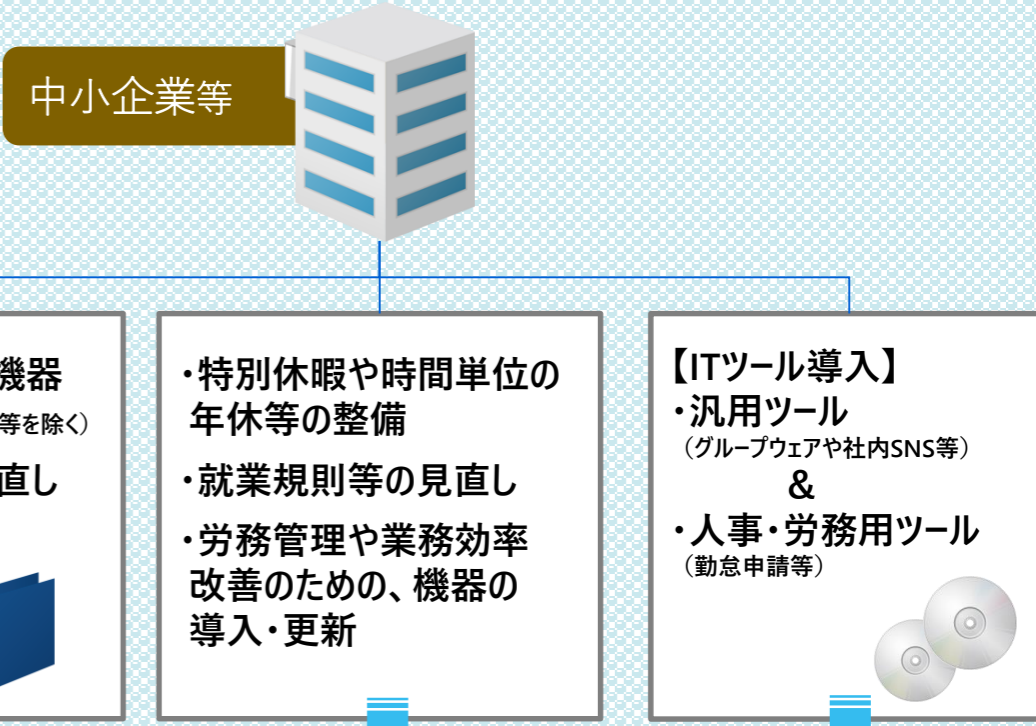 中小企業等
機器
等を除く）
直し
・特別休暇や時間単位の
年休等の整備
・就業規則等の見直し
・労務管理や業務効率
改善のための、機器の
導入・更新
【ITツール導入】
・汎用ツール
（グループウェアや社内SNS等）
&
・人事・労務用ツール
（勤怠申請等）